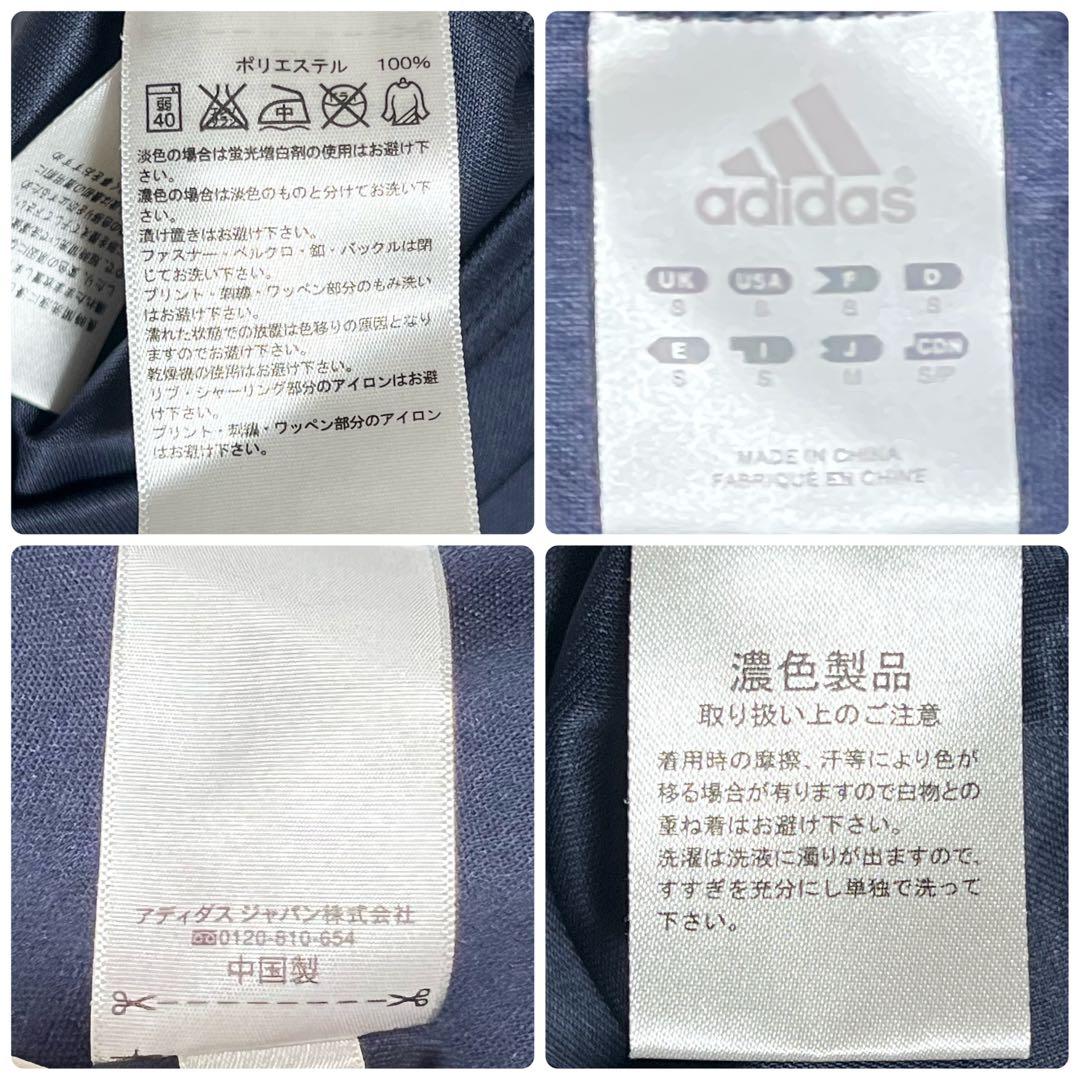 ポリエステル 100%
弱 40 エンソサラシ 中 ドライ
淡色の場合は蛍光増白剤の使用はお避け下
さい。
濃色の場合は淡色のものと分けてお洗い下
さい。
漬け置きはお避け下さい。
ファスナー・ベルクロ・釦・バックルは閉
じてお洗い下さい。
プリント・刺繍・ワッペン部分のもみ洗い
はお避け下さい。
濡れた状態での放置は色移りの原因となり
ますのでお避け下さい。
乾燥機の使用はお避け下さい。
リブ・シャーリング部分のアイロンはお避
け下さい。
プリント・刺繍・ワッペン部分のアイロン
はお避け下さい。
adidas
UK USA F D
S S S S
E I J CDN
S S M S/P
MADE IN CHINA
FABRIQUE EN CHINE
アディダス ジャパン株式会社
0120-810-654
中国製
濃色製品
取り扱い上のご注意
着用時の摩擦、汗等により色が
移る場合が有りますので白物との
重ね着はお避け下さい。
洗濯は洗液に濁りが出ますので、
すすぎを充分にし単独で洗って
下さい。